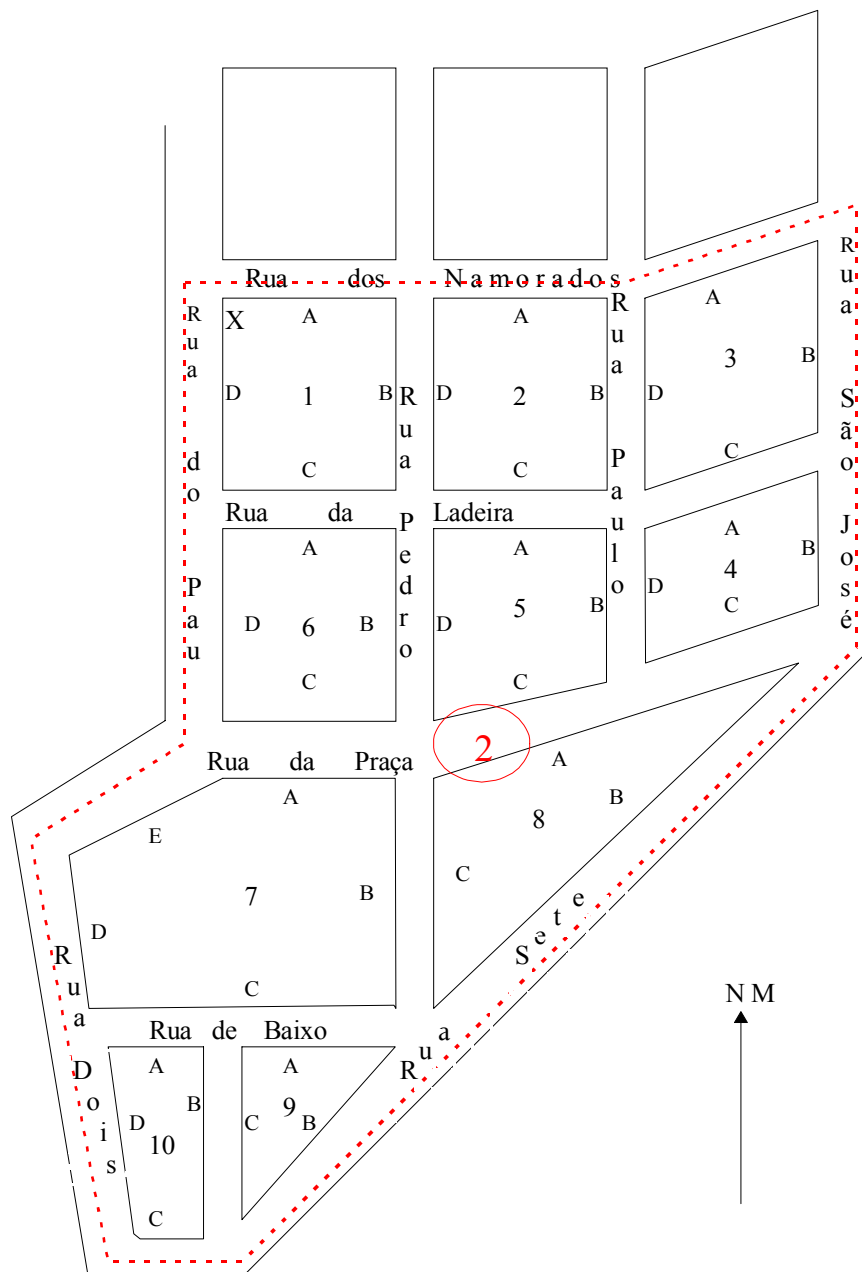 Rua dos Namorados
Rua São José
Rua do Pau
X
A
D
1
B
C
Rua Pedro
A
D
2
B
C
Rua Paulo
A
3
B
D
C
Rua da Ladeira
A
D
6
B
C
A
5
B
D
C
A
4
B
D
C
2
Rua da Praça
A
E
7
B
D
C
A
B
8
C
Rua Sete
Rua Dois
Rua de Baixo
A
B
D
10
C
A
9
C
B
N M